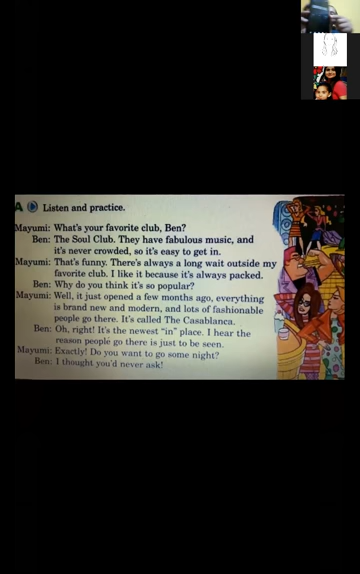 A Listen and practice.
Mayumi: What's your favorite club, Ben?
Ben: The Soul Club. They have fabulous music, and
it's never crowded, so it's easy to get in.
Mayumi: That's funny. There's always a long wait outside my
favorite club. I like it because it's always packed.
Ben: Why do you think it's so popular?
Mayumi: Well, it just opened a few months ago, everything
is brand new and modern, and lots of fashionable
people go there. It's called The Casablanca.
Ben: Oh, right! It's the newest "in" place. I hear the
reason people go there is just to be seen.
Mayumi: Exactly! Do you want to go some night?
Ben: I thought you'd never ask!